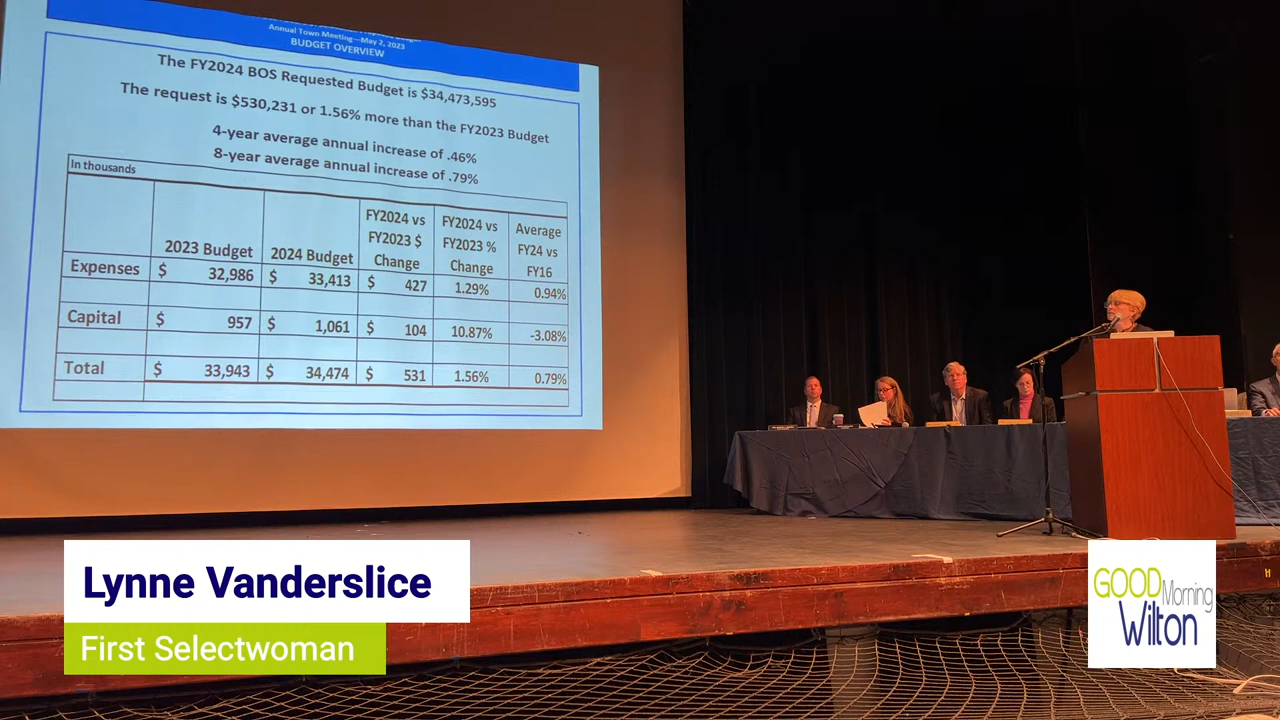 Annual Town Meeting—May 2, 2023
BUDGET OVERVIEW
The FY2024 BOS Requested Budget is $34,473,595
The request is $530,231 or 1.56% more than the FY2023 Budget
4-year average annual increase of .46%
8-year average annual increase of .79%
In thousands
2023 Budget 2024 Budget FY2024 vs FY2023 $ Change FY2024 vs FY2023 % Change Average FY24 vs FY16
Expenses $ 32,986 $ 33,413 $ 427 1.29% 0.94%
Capital $ 957 $ 1,061 $ 104 10.87% -3.08%
Total $ 33,943 $ 34,474 $ 531 1.56% 0.79%
Lynne Vanderslice
First Selectwoman
GOOD Morning
Wilton